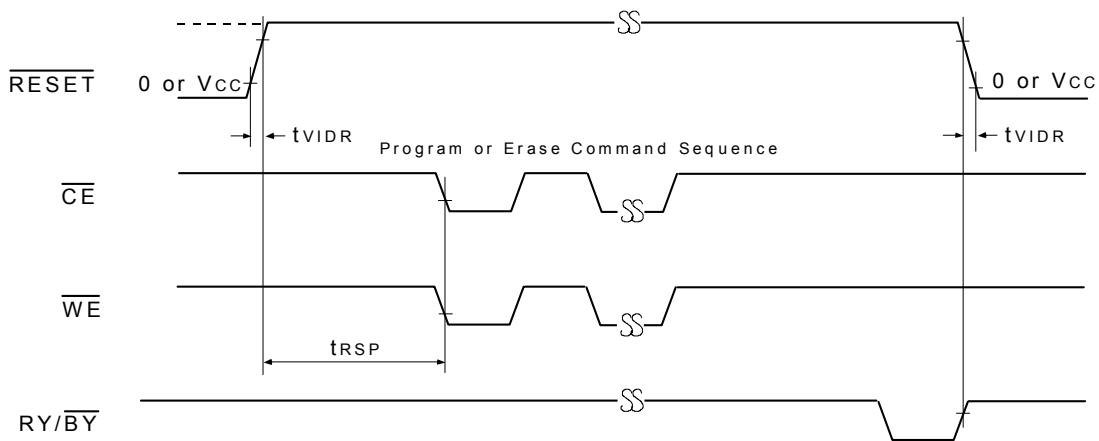 RESET
0 or VCC
0 or VCC
tVIDR
tVIDR
Program or Erase Command Sequence
CE
WE
tRSP
RY/BY